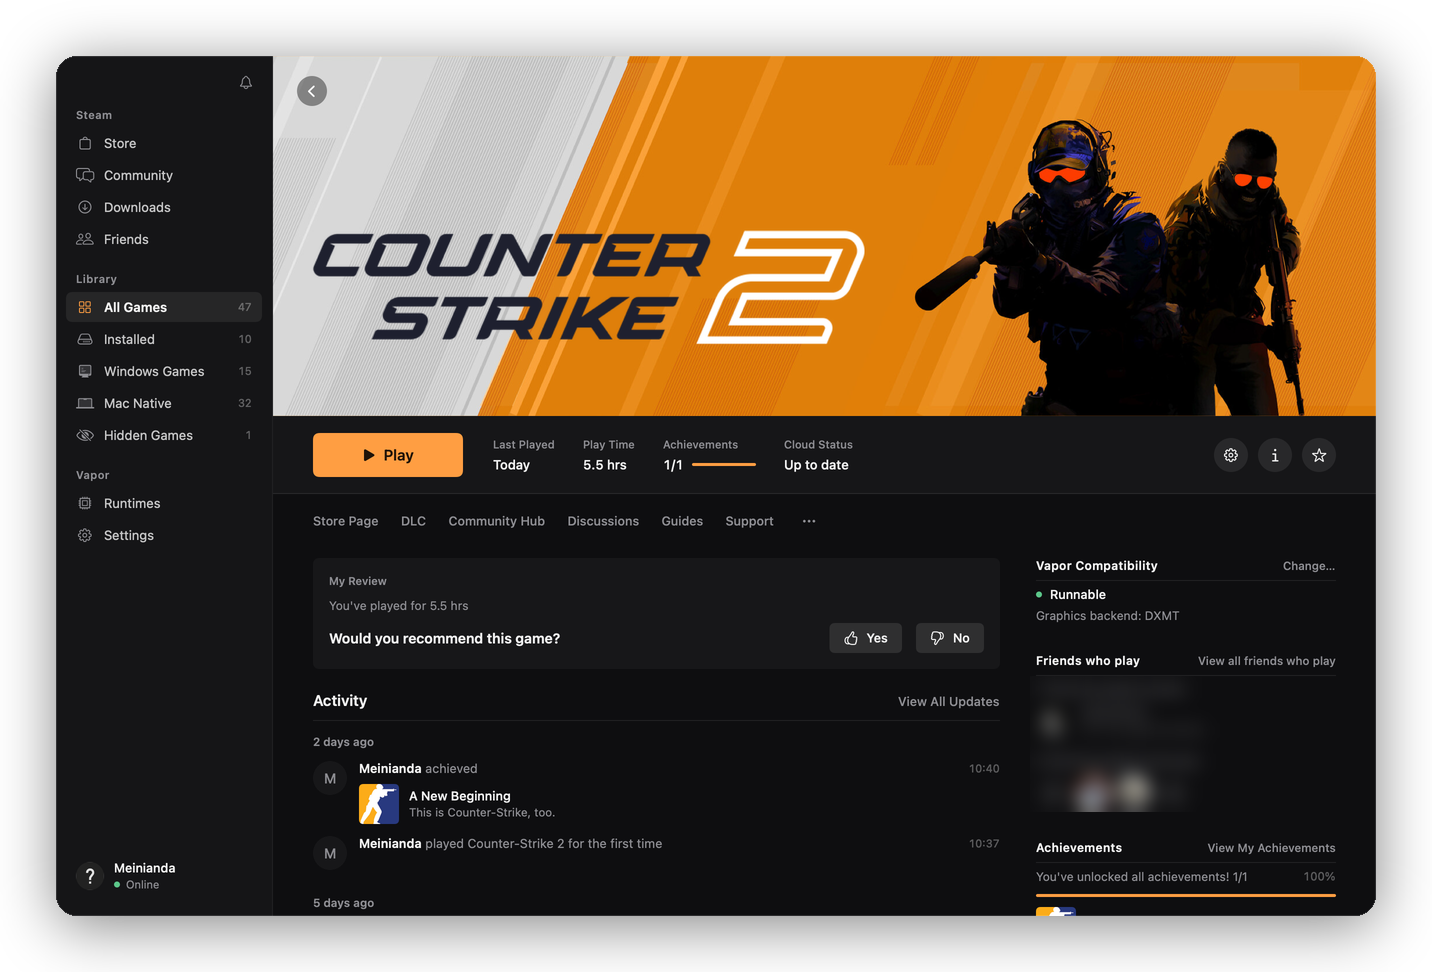 Steam
Store
Community
Downloads
Friends
Library
All Games 47
Installed 10
Windows Games 15
Mac Native 32
Hidden Games 1
Vapor
Runtimes
Settings
? Meinianda
Online
COUNTER
STRIKE 2
Play
Last Played
Today
Play Time
5.5 hrs
Achievements
1/1
Cloud Status
Up to date
Store Page DLC Community Hub Discussions Guides Support ···
My Review
You've played for 5.5 hrs
Would you recommend this game? Yes No
Activity View All Updates
2 days ago
M Meinianda achieved 10:40
A New Beginning
This is Counter-Strike, too.
M Meinianda played Counter-Strike 2 for the first time 10:37
5 days ago
Vapor Compatibility Change...
Runnable
Graphics backend: DXMT
Friends who play View all friends who play
Achievements View My Achievements
You've unlocked all achievements! 1/1 100%